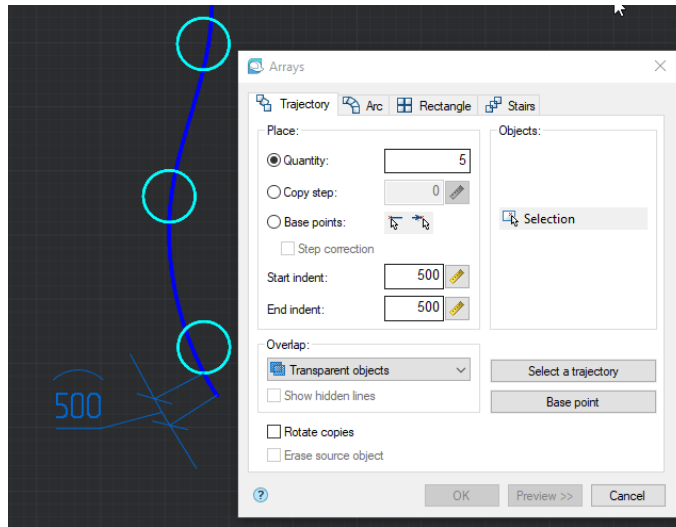 Arrays
Trajectory Arc Rectangle Stairs
Place:
Quantity: 5
Copy step: 0
Base points:
Step correction
Start indent: 500
End indent: 500
Objects:
Selection
Overlap:
Transparent objects
Show hidden lines
Select a trajectory
Base point
Rotate copies
Erase source object
? OK Preview >> Cancel
500